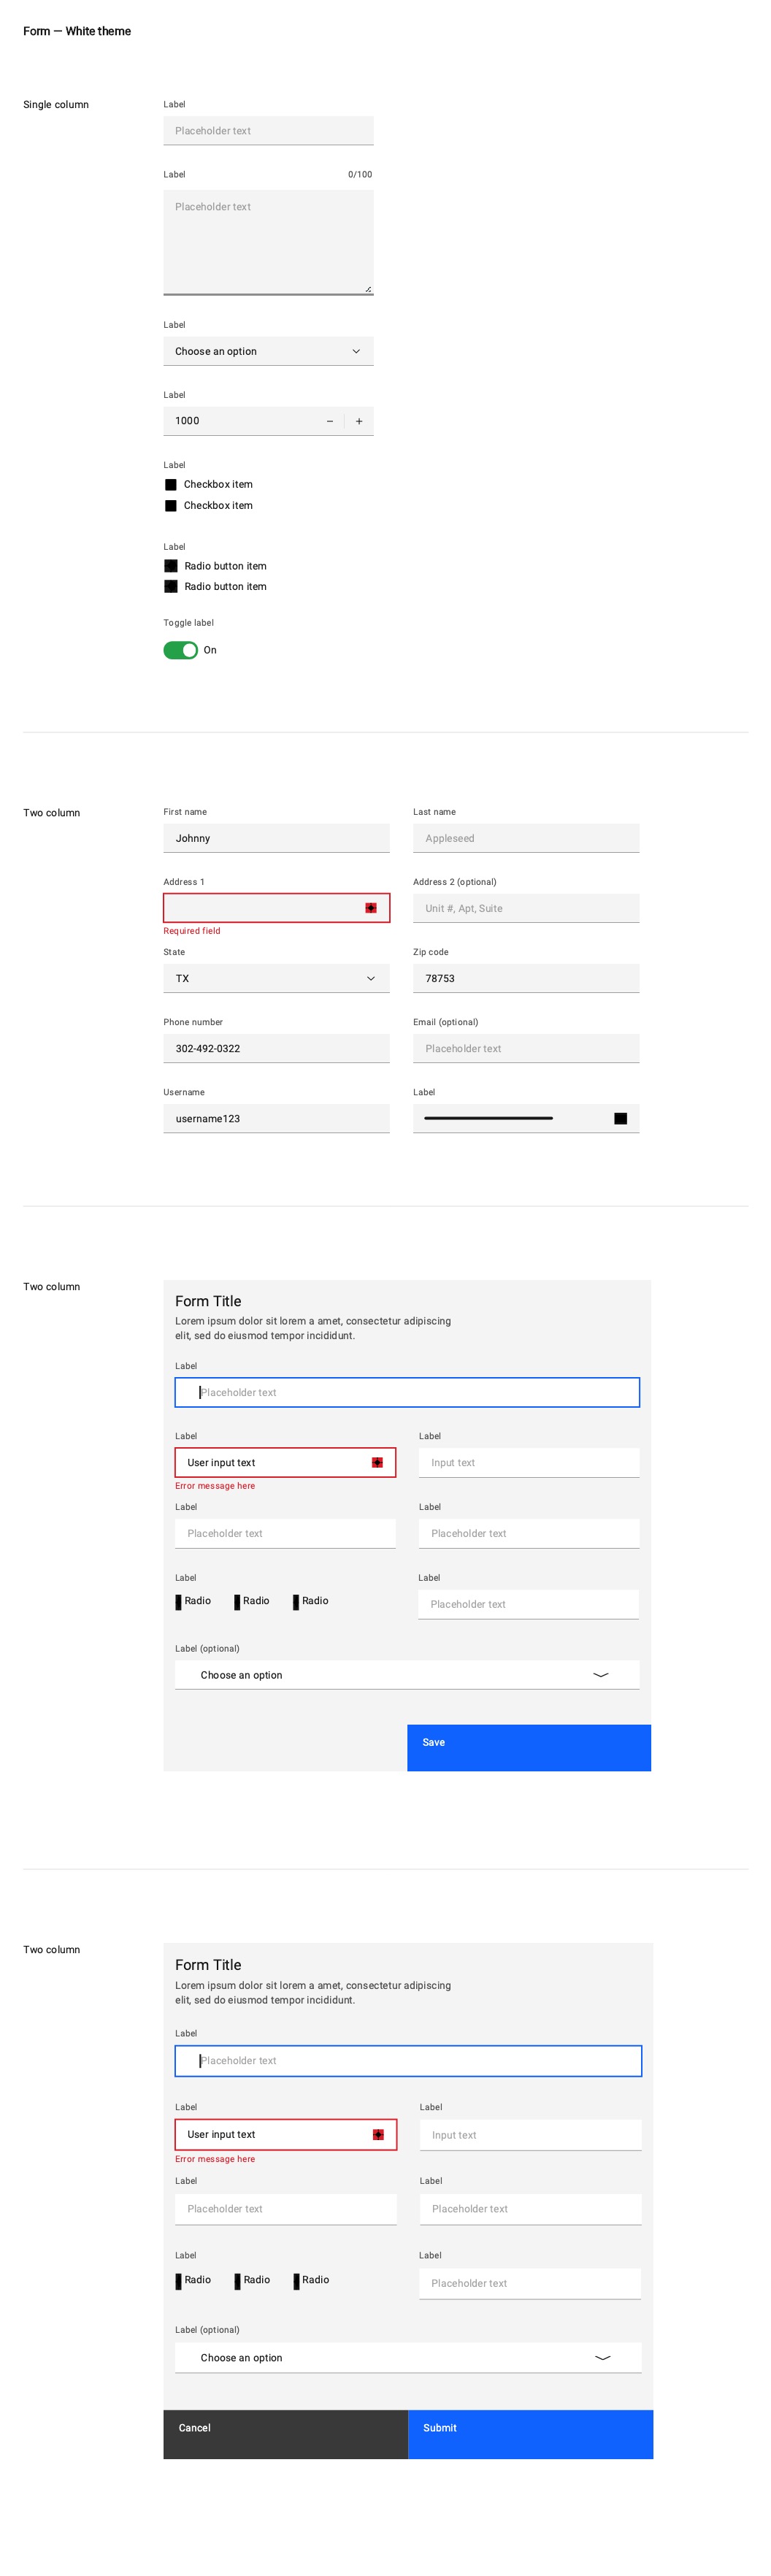 Form — White theme
Single column
Label
Placeholder text
Label 0/100
Placeholder text
Label
Choose an option
Label
1000
Label
Checkbox item
Checkbox item
Label
Radio button item
Radio button item
Toggle label
On
Two column
First name Last name
Johnny Appleseed
Address 1 Address 2 (optional)
Unit #, Apt, Suite
Required field
State Zip code
TX 78753
Phone number Email (optional)
302-492-0322 Placeholder text
Username Label
username123
Two column
Form Title
Lorem ipsum dolor sit lorem a amet, consectetur adipiscing
elit, sed do eiusmod tempor incididunt.
Label
Placeholder text
Label Label
User input text Input text
Error message here
Label Label
Placeholder text Placeholder text
Label Label
Radio Radio Radio Placeholder text
Label (optional)
Choose an option
Save
Two column
Form Title
Lorem ipsum dolor sit lorem a amet, consectetur adipiscing
elit, sed do eiusmod tempor incididunt.
Label
Placeholder text
Label Label
User input text Input text
Error message here
Label Label
Placeholder text Placeholder text
Label Label
Radio Radio Radio Placeholder text
Label (optional)
Choose an option
Cancel Submit